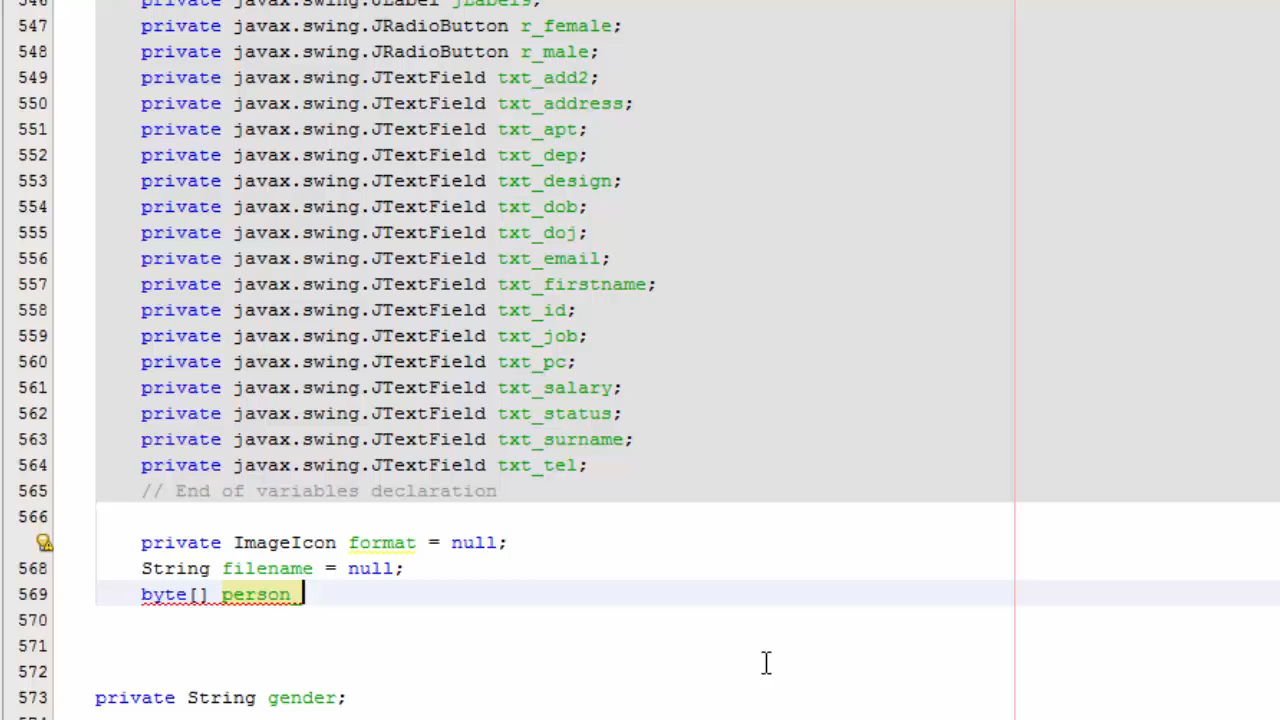 546 private javax.swing.JLabel jLabel9;
547 private javax.swing.JRadioButton r_female;
548 private javax.swing.JRadioButton r_male;
549 private javax.swing.JTextField txt_add2;
550 private javax.swing.JTextField txt_address;
551 private javax.swing.JTextField txt_apt;
552 private javax.swing.JTextField txt_dep;
553 private javax.swing.JTextField txt_design;
554 private javax.swing.JTextField txt_dob;
555 private javax.swing.JTextField txt_doj;
556 private javax.swing.JTextField txt_email;
557 private javax.swing.JTextField txt_firstname;
558 private javax.swing.JTextField txt_id;
559 private javax.swing.JTextField txt_job;
560 private javax.swing.JTextField txt_pc;
561 private javax.swing.JTextField txt_salary;
562 private javax.swing.JTextField txt_status;
563 private javax.swing.JTextField txt_surname;
564 private javax.swing.JTextField txt_tel;
565 // End of variables declaration
566
private ImageIcon format = null;
568 String filename = null;
569 byte[] person
570
571
572
573 private String gender;